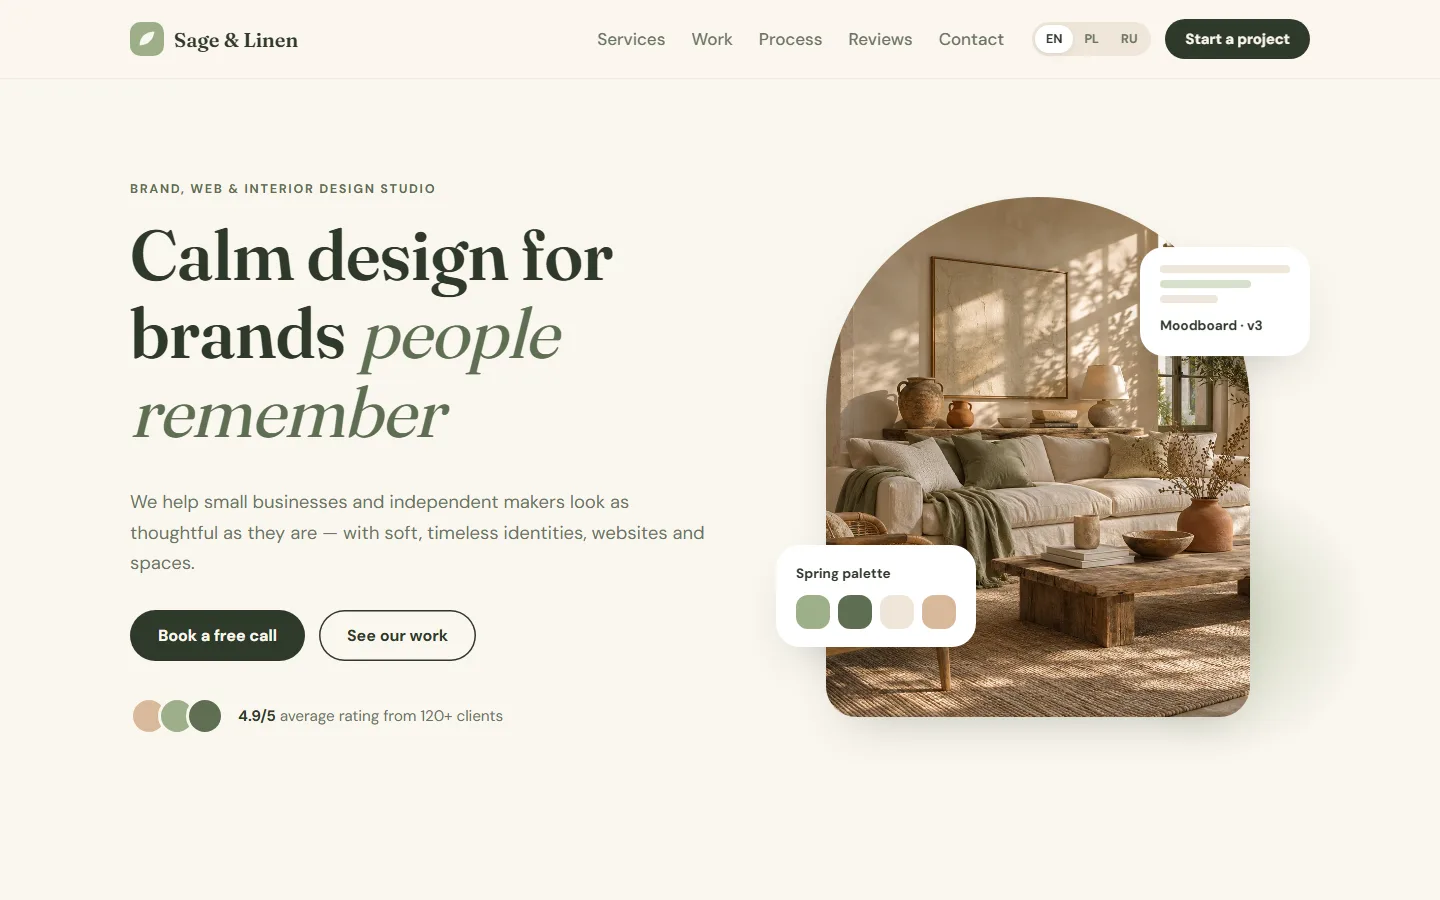 Sage & Linen
Services
Work
Process
Reviews
Contact
EN
PL
RU
Start a project
BRAND, WEB & INTERIOR DESIGN STUDIO
Calm design for
brands people
remember
We help small businesses and independent makers look as
thoughtful as they are — with soft, timeless identities, websites and
spaces.
Book a free call
See our work
4.9/5 average rating from 120+ clients
Moodboard · v3
Spring palette